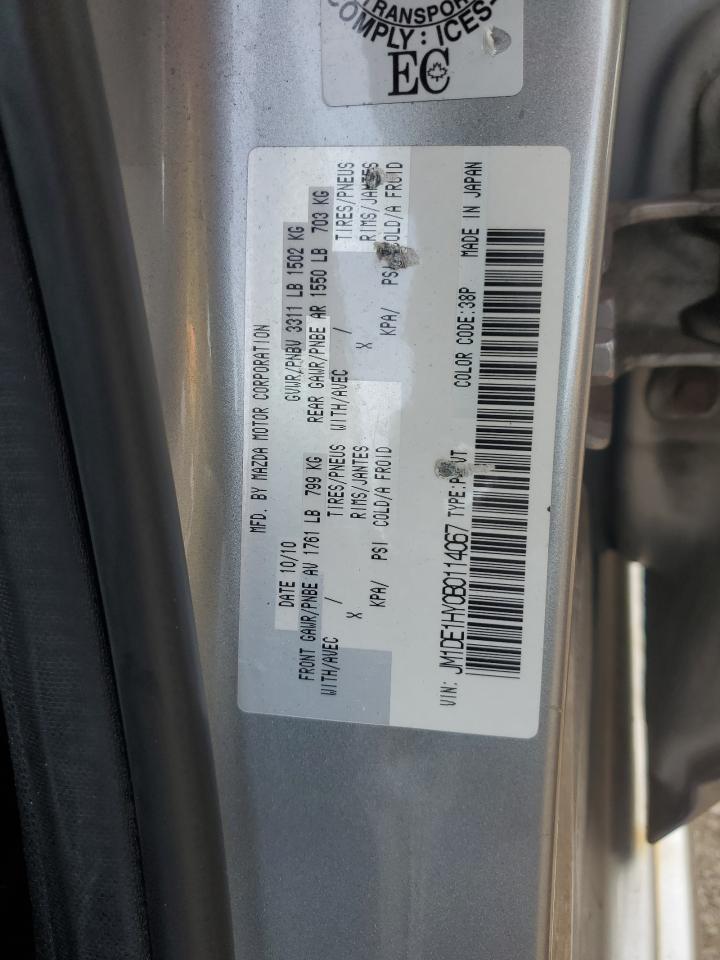 TRANSPORT
COMPLY: ICES-
EC
MFD. BY MAZDA MOTOR CORPORATION
DATE 10/10 GVWR/PNBV 3311 LB 1502 KG
FRONT GAWR/PNBE AV 1761 LB 799 KG REAR GAWR/PNBE AR 1550 LB 703 KG
WITH/AVEC / TIRES/PNEUS WITH/AVEC / TIRES/PNEUS
X RIMS/JANTES X RIMS/JANTES
KPA/ PSI COLD/A FROID KPA/ PSI COLD/A FROID
VIN: JM1DE1HY0B0114067 TYPE: COLOR CODE:38P MADE IN JAPAN